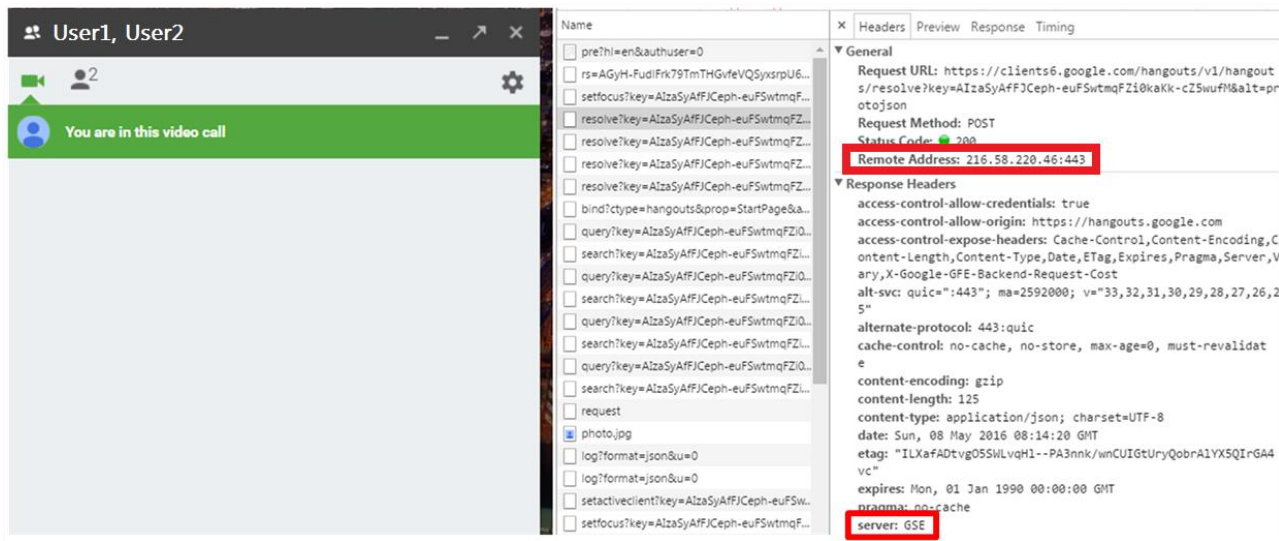 User1, User2
2
You are in this video call
Name
pre?hl=en&authuser=0
rs=AGyH-FudIFrk79TmTHGvfeVQSyxsrpU6...
setfocus?key=AIzaSyAfFJCeph-euFSwtmqF...
resolve?key=AIzaSyAfFJCeph-euFSwtmqFZ...
resolve?key=AIzaSyAfFJCeph-euFSwtmqFZ...
resolve?key=AIzaSyAfFJCeph-euFSwtmqFZ...
resolve?key=AIzaSyAfFJCeph-euFSwtmqFZ...
bind?ctype=hangouts&prop=StartPage&a...
query?key=AIzaSyAfFJCeph-euFSwtmqFZi0...
search?key=AIzaSyAfFJCeph-euFSwtmqFZi...
query?key=AIzaSyAfFJCeph-euFSwtmqFZi0...
search?key=AIzaSyAfFJCeph-euFSwtmqFZi...
query?key=AIzaSyAfFJCeph-euFSwtmqFZi0...
search?key=AIzaSyAfFJCeph-euFSwtmqFZi...
query?key=AIzaSyAfFJCeph-euFSwtmqFZi0...
search?key=AIzaSyAfFJCeph-euFSwtmqFZi...
request
photo.jpg
log?format=json&u=0
log?format=json&u=0
setactiveclient?key=AIzaSyAfFJCeph-euFSw...
setfocus?key=AIzaSyAfFJCeph-euFSwtmqF...
Headers Preview Response Timing
General
Request URL: https://clients6.google.com/hangouts/v1/hangout
s/resolve?key=AIzaSyAfFJCeph-euFSwtmqFZi0kaKk-cZ5wufM&alt=pr
otojson
Request Method: POST
Status Code: 200
Remote Address: 216.58.220.46:443
Response Headers
access-control-allow-credentials: true
access-control-allow-origin: https://hangouts.google.com
access-control-expose-headers: Cache-Control,Content-Encoding,C
ontent-Length,Content-Type,Date,ETag,Expires,Pragma,Server,V
ary,X-Google-GFE-Backend-Request-Cost
alt-svc: quic=":443"; ma=2592000; v="33,32,31,30,29,28,27,26,2
5"
alternate-protocol: 443:quic
cache-control: no-cache, no-store, max-age=0, must-revalidat
e
content-encoding: gzip
content-length: 125
content-type: application/json; charset=UTF-8
date: Sun, 08 May 2016 08:14:20 GMT
etag: "ILXafADtvgO5SWLvqHl--PA3nnk/wnCUIGtUryQobrAlYX5QIrGA4
vc"
expires: Mon, 01 Jan 1990 00:00:00 GMT
pragma: no-cache
server: GSE